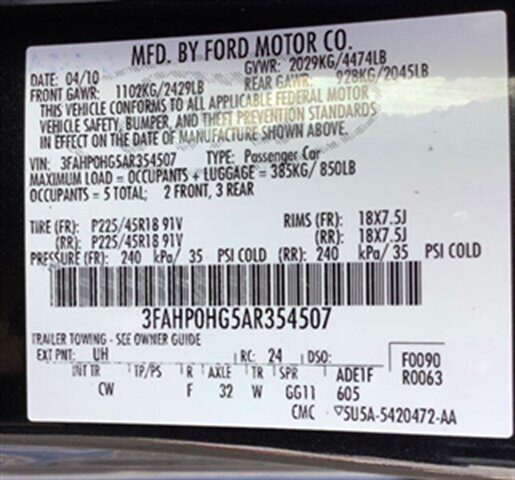 MFD. BY FORD MOTOR CO.
DATE: 04/10 GVWR: 2029KG/4474LB
FRONT GAWR: 1102KG/2429LB REAR GAWR: 928KG/2045LB
THIS VEHICLE CONFORMS TO ALL APPLICABLE FEDERAL MOTOR
VEHICLE SAFETY, BUMPER, AND THEFT PREVENTION STANDARDS
IN EFFECT ON THE DATE OF MANUFACTURE SHOWN ABOVE.
VIN: 3FAHP0HG5AR354507 TYPE: Passenger Car
MAXIMUM LOAD = OCCUPANTS + LUGGAGE = 385KG/ 850LB
OCCUPANTS = 5 TOTAL; 2 FRONT, 3 REAR
TIRE (FR): P225/45R18 91V RIMS (FR): 18X7.5J
(RR): P225/45R18 91V (RR): 18X7.5J
PRESSURE (FR): 240 kPa/ 35 PSI COLD (RR): 240 kPa/ 35 PSI COLD
3FAHP0HG5AR354507
TRAILER TOWING - SEE OWNER GUIDE
EXT PNT: UH RC: 24 DSO: F0090
INT TR TP/PS R AXLE TR SPR ADE1F R0063
CW F 32 W GG11 605
CMC ▽5U5A-5420472-AA